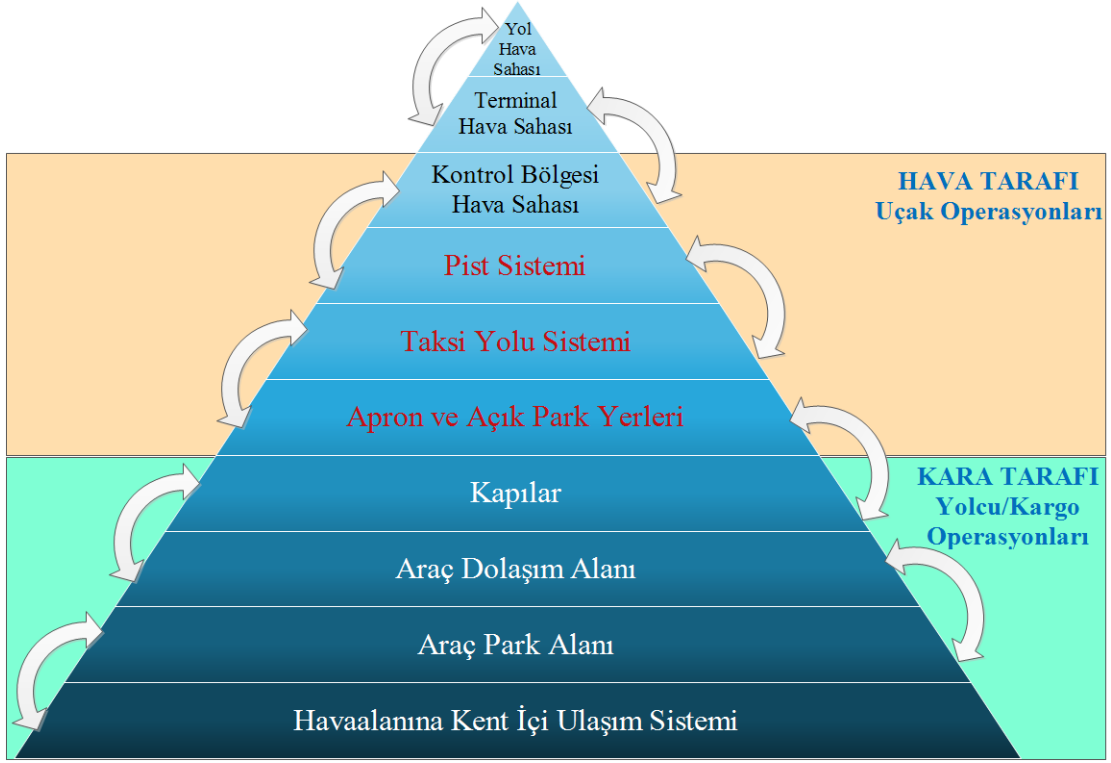 Yol
Hava
Sahası
Terminal
Hava Sahası
Kontrol Bölgesi
Hava Sahası
HAVA TARAFI
Uçak Operasyonları
Pist Sistemi
Taksi Yolu Sistemi
Apron ve Açık Park Yerleri
Kapılar
KARA TARAFI
Yolcu/Kargo
Operasyonları
Araç Dolaşım Alanı
Araç Park Alanı
Havaalanına Kent İçi Ulaşım Sistemi